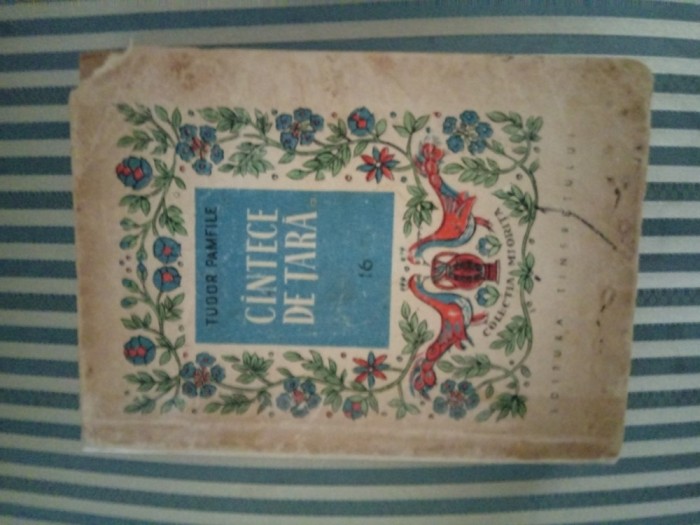 TUDOR PAMFILE
CÎNTECE
DE ȚARĂ
16
COLECȚIA MIORIȚA
EDITURA TINERETULUI